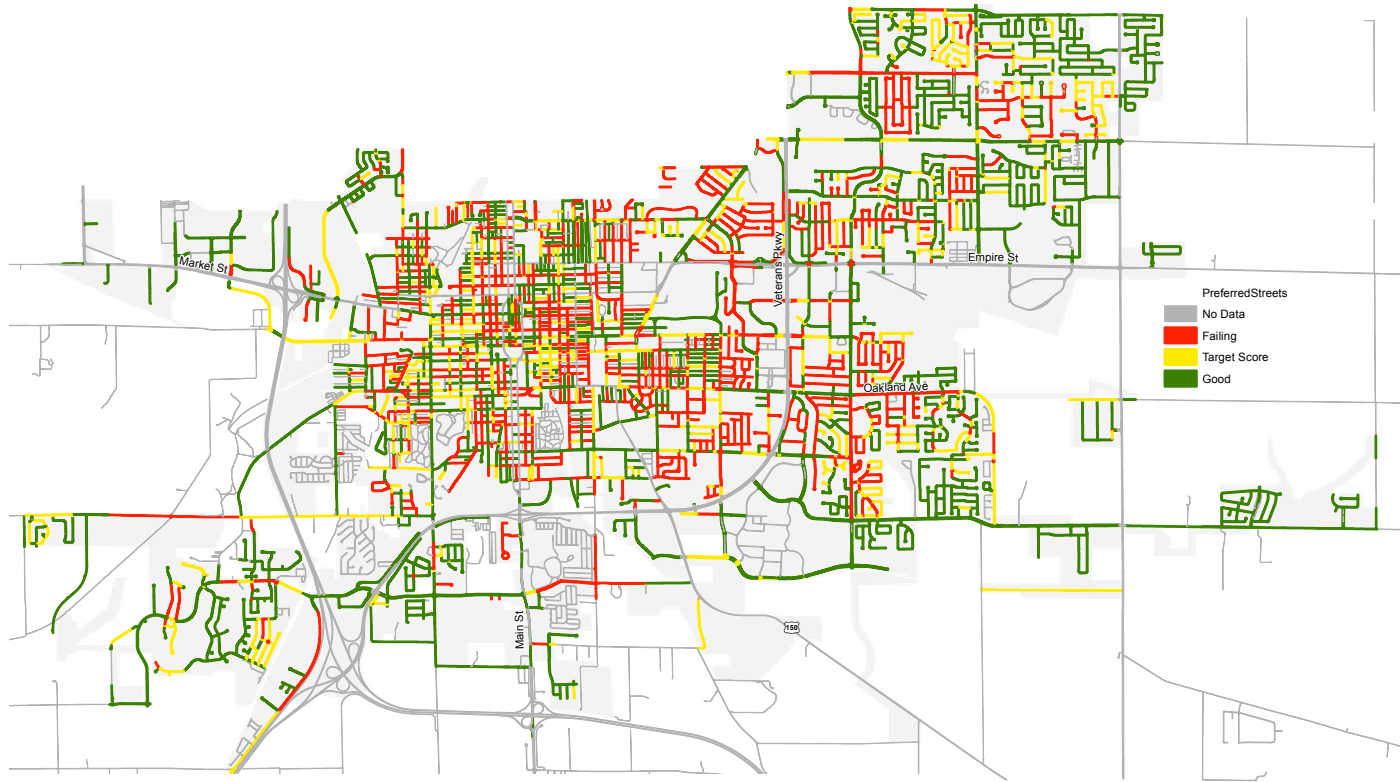 Market St
Veterans Pkwy
Empire St
PreferredStreets
No Data
Failing
Target Score
Good
Oakland Ave
Main St
150